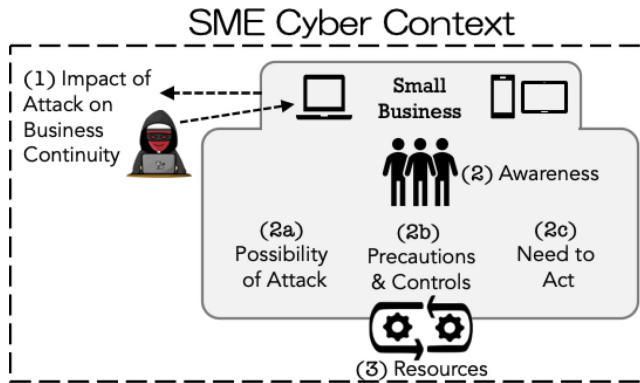 SME Cyber Context
(1) Impact of
Attack on
Business
Continuity
Small
Business
(2) Awareness
(2a)
Possibility
of Attack
(2b)
Precautions
& Controls
(2c)
Need to
Act
(3) Resources